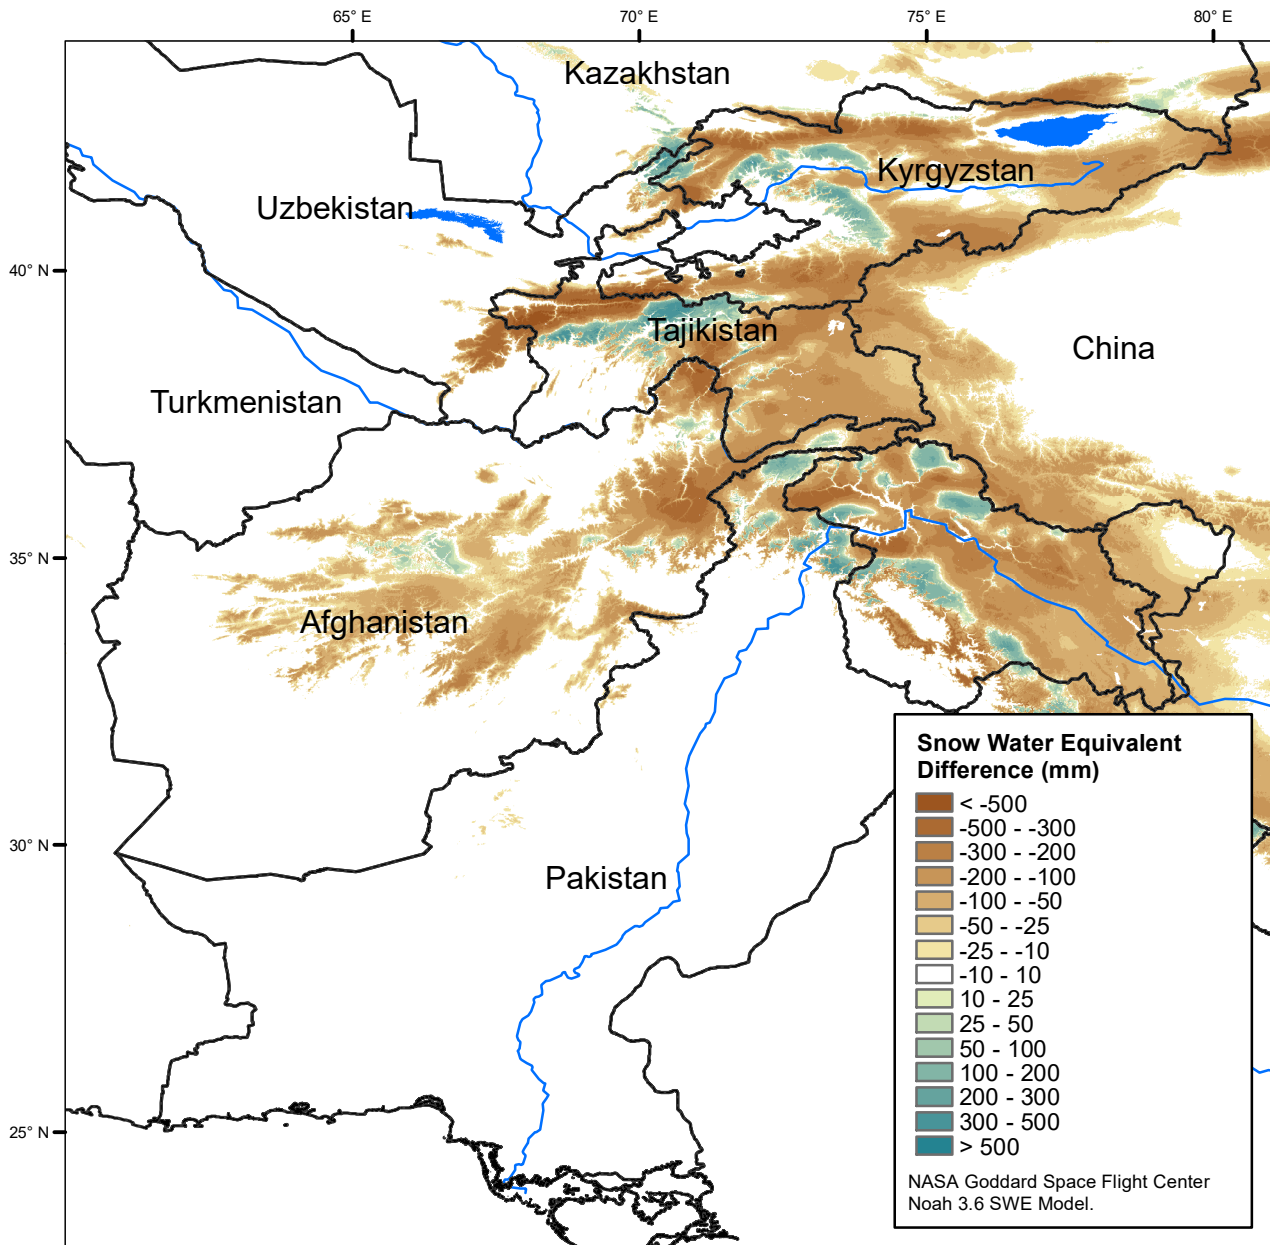 65° E
70° E
75° E
80° E
Kazakhstan
Kyrgyzstan
Uzbekistan
40° N
Tajikistan
China
Turkmenistan
35° N
Afghanistan
Snow Water Equivalent
Difference (mm)
< -500
-500 - -300
-300 - -200
-200 - -100
-100 - -50
-50 - -25
-25 - -10
-10 - 10
10 - 25
25 - 50
50 - 100
100 - 200
200 - 300
300 - 500
> 500
NASA Goddard Space Flight Center
Noah 3.6 SWE Model.
30° N
Pakistan
25° N